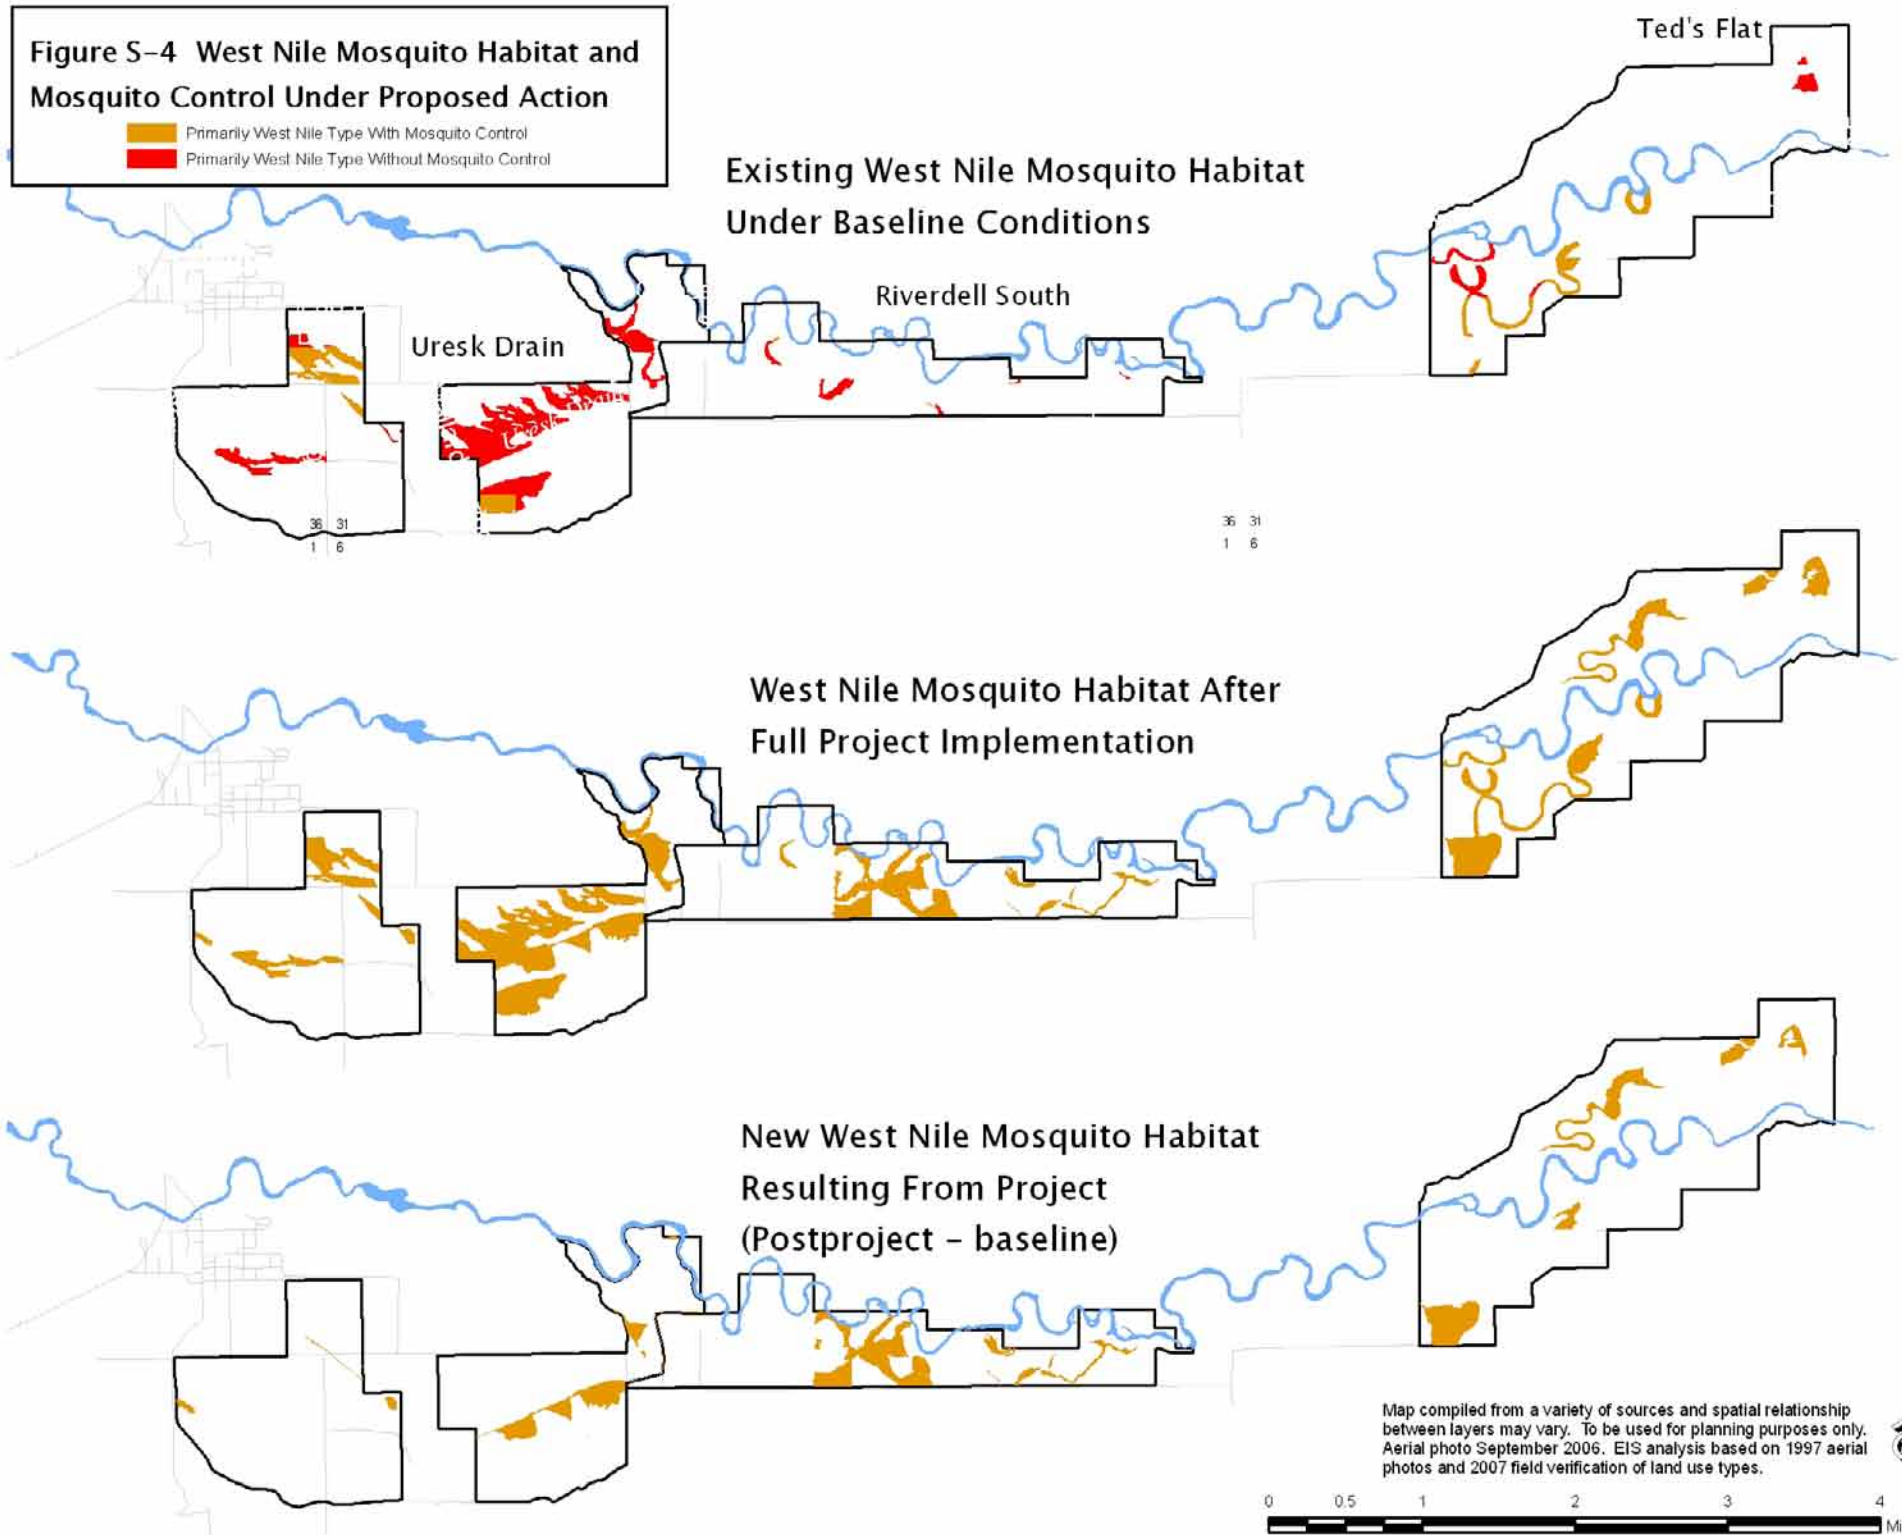 Figure S-4 West Nile Mosquito Habitat and
Mosquito Control Under Proposed Action
Primarily West Nile Type With Mosquito Control
Primarily West Nile Type Without Mosquito Control
Ted's Flat
Existing West Nile Mosquito Habitat
Under Baseline Conditions
Riverdell South
Uresk Drain
Uresk Drain
36 31
1 6
36 31
1 6
West Nile Mosquito Habitat After
Full Project Implementation
New West Nile Mosquito Habitat
Resulting From Project
(Postproject - baseline)
Map compiled from a variety of sources and spatial relationship
between layers may vary. To be used for planning purposes only.
Aerial photo September 2006. EIS analysis based on 1997 aerial
photos and 2007 field verification of land use types.
0 0.5 1 2 3 4